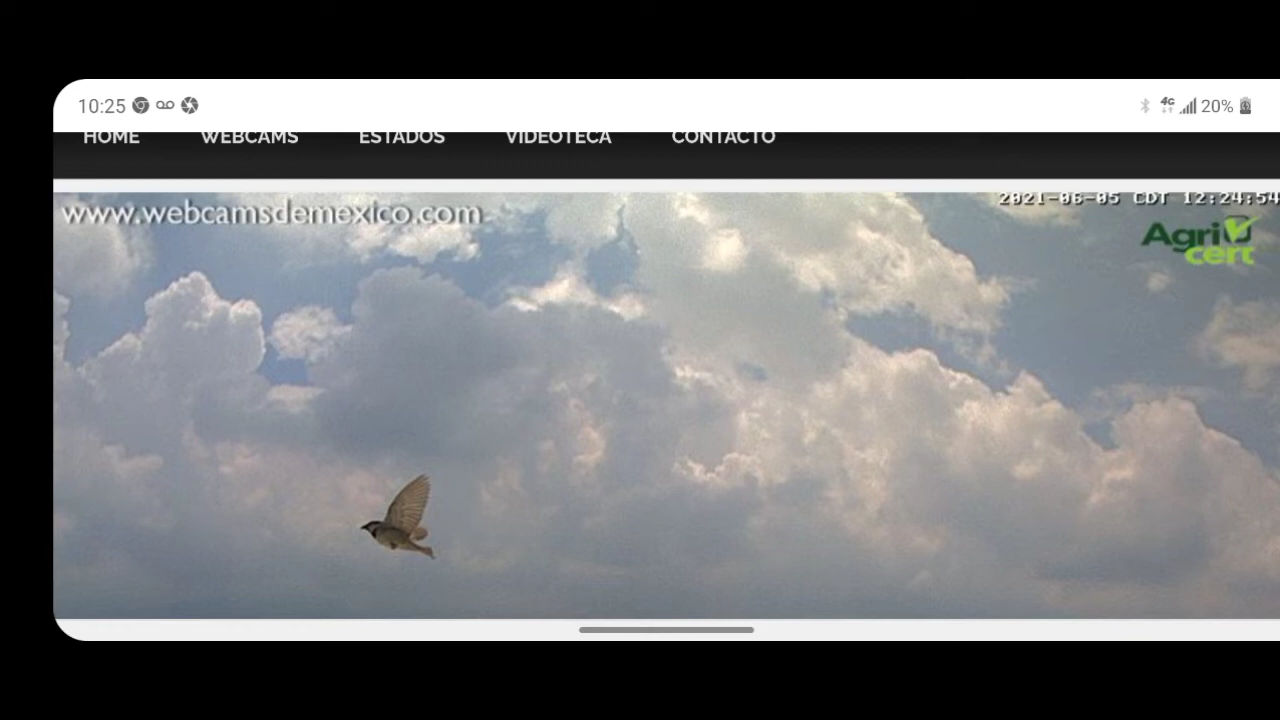 10:25
4G 20%
HOME WEBCAMS ESTADOS VIDEOTECA CONTACTO
www.webcamsdemexico.com
2021-06-05 CDT 12:24:54
Agri
cert